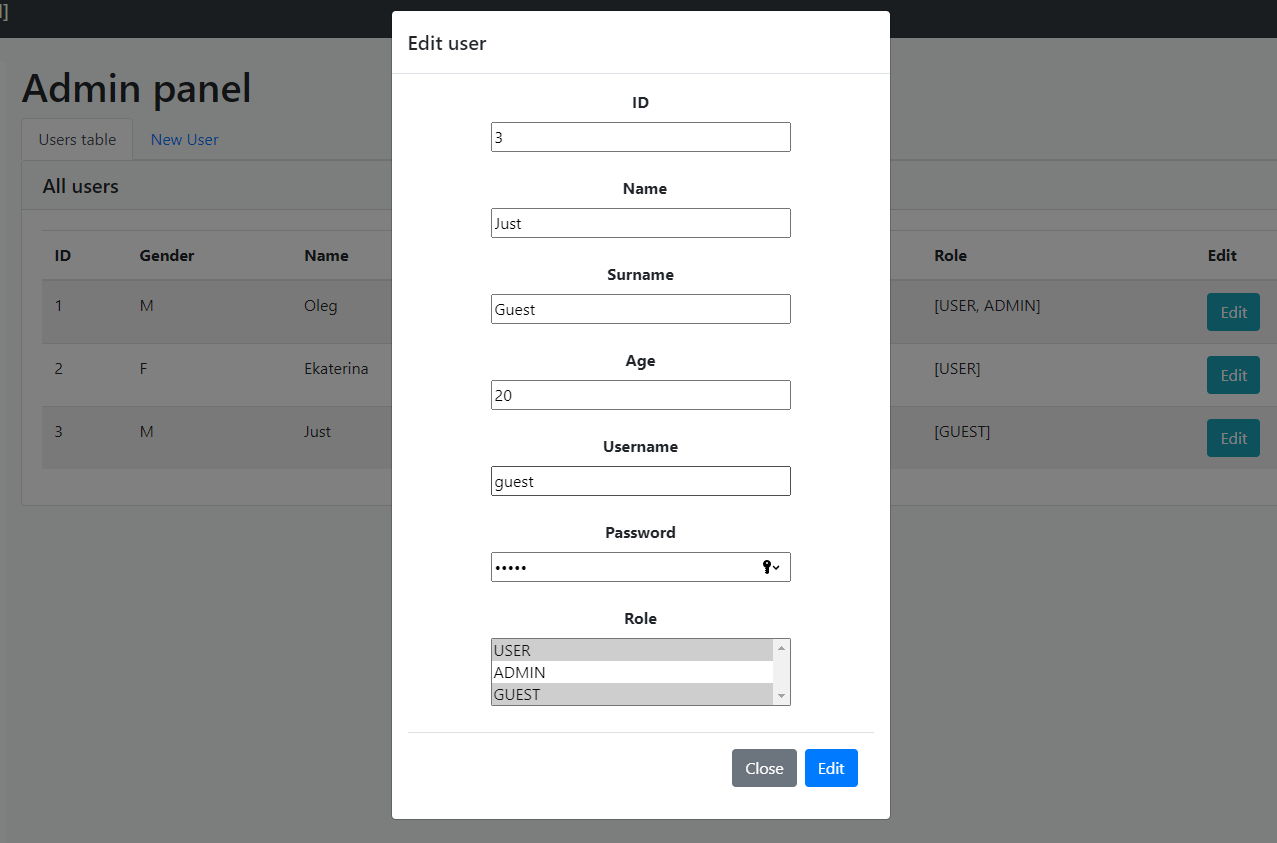 ]
Edit user
Admin panel
Users table New User
All users
ID Gender Name Role Edit
1 M Oleg [USER, ADMIN] Edit
2 F Ekaterina [USER] Edit
3 M Just [GUEST] Edit
ID
3
Name
Just
Surname
Guest
Age
20
Username
guest
Password
•••••
Role
USER
ADMIN
GUEST
Close Edit